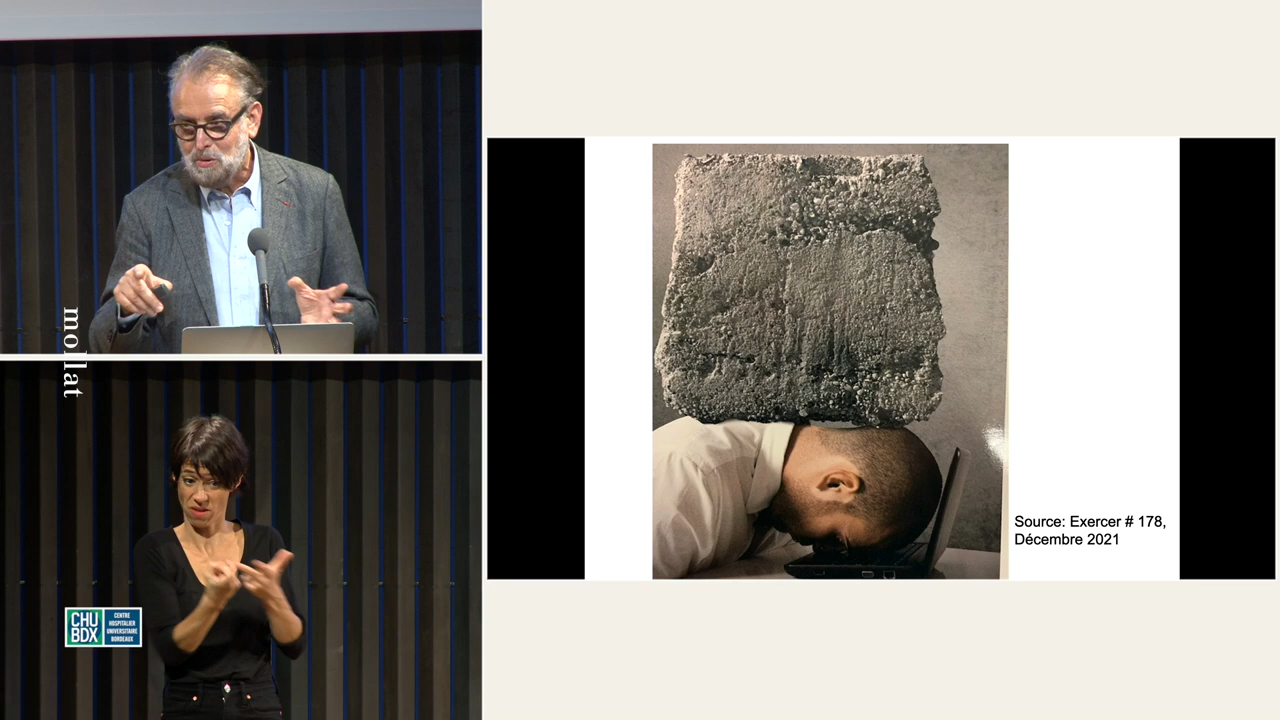 mollat
CHU
BDX
CENTRE
HOSPITALIER
UNIVERSITAIRE
BORDEAUX
Source: Exercer # 178,
Décembre 2021